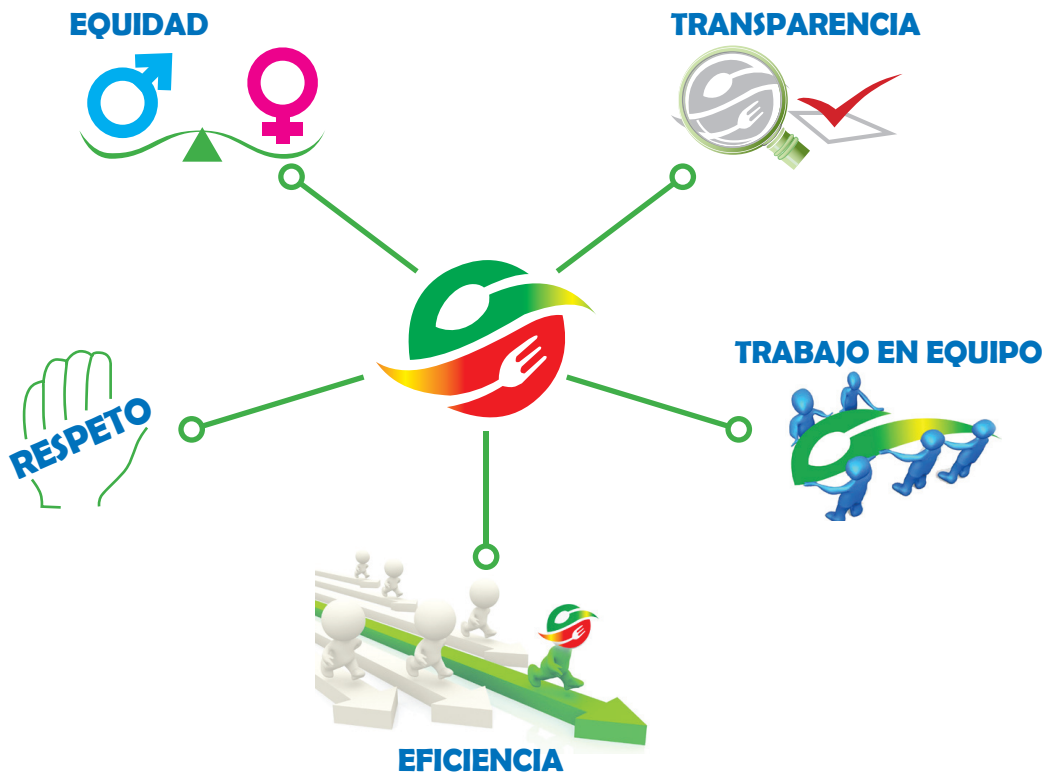 EQUIDAD
TRANSPARENCIA
TRABAJO EN EQUIPO
RESPETO
EFICIENCIA